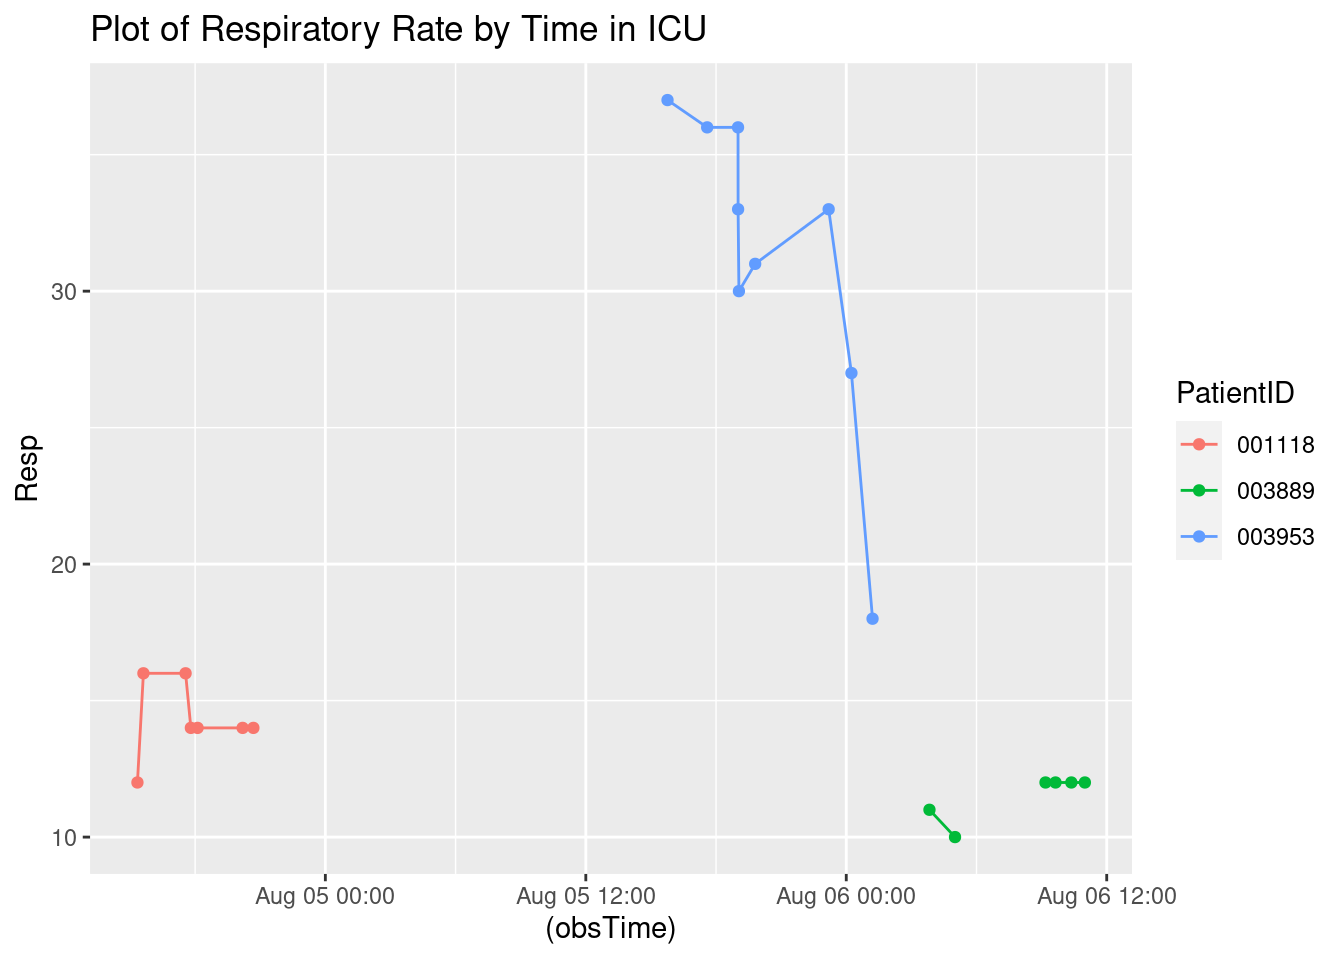 Plot of Respiratory Rate by Time in ICU
Resp
30
20
10
Aug 05 00:00
Aug 05 12:00
Aug 06 00:00
Aug 06 12:00
(obsTime)
PatientID
001118
003889
003953